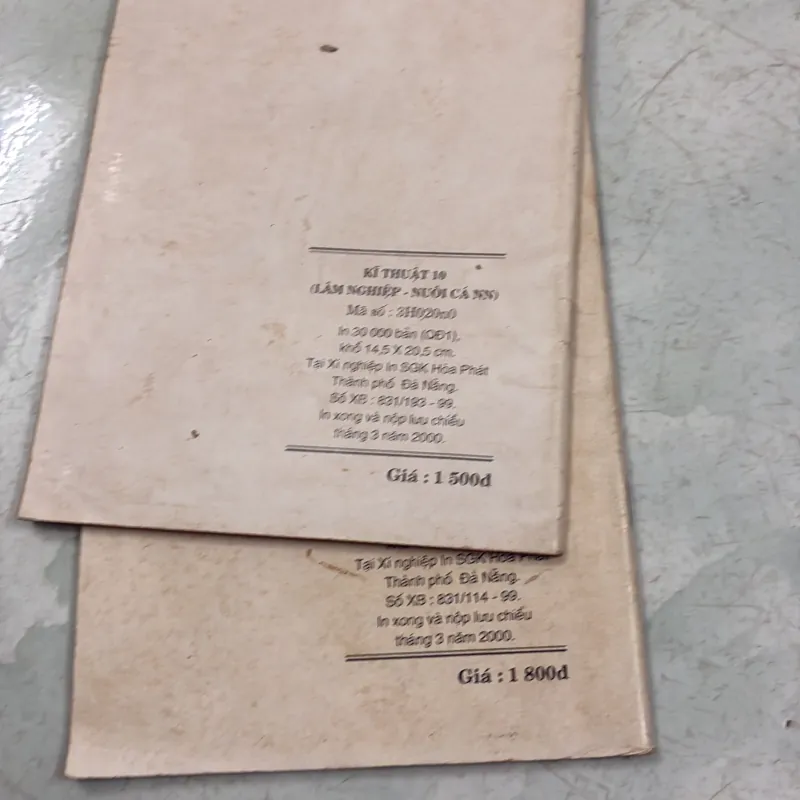 KĨ THUẬT 10
(LÂM NGHIỆP - NUÔI CÁ NN)
Mã số : 3H020n0
In 30 000 bản (QĐ1),
khổ 14,5 X 20,5 cm.
Tại Xí nghiệp In SGK Hòa Phát
Thành phố Đà Nẵng.
Số XB : 831/193 - 99.
In xong và nộp lưu chiểu
tháng 3 năm 2000.
Giá : 1 500đ
Tại Xí nghiệp In SGK Hòa Phát
Thành phố Đà Nẵng.
Số XB : 831/114 - 99.
In xong và nộp lưu chiểu
tháng 3 năm 2000.
Giá : 1 800đ